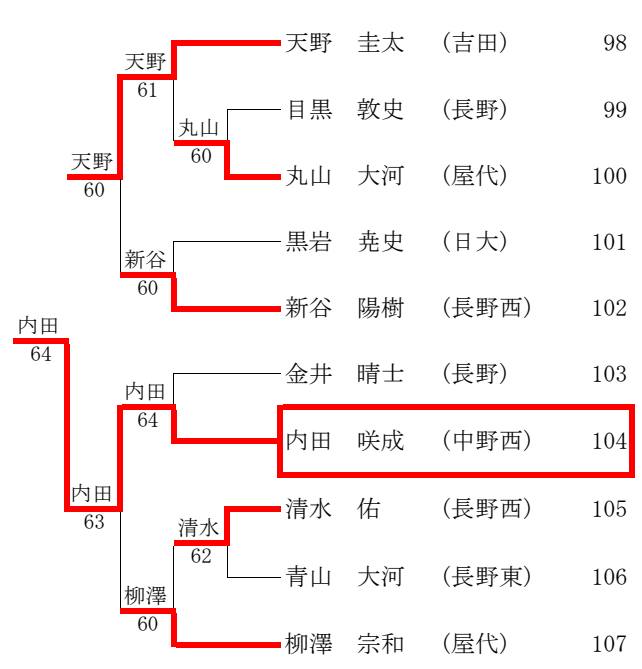 天野 圭太 （吉田） 98
天野
61
目黒 敦史 （長野） 99
丸山
60
天野
60
丸山 大河 （屋代） 100
黒岩 尭史 （日大） 101
新谷
60
新谷 陽樹 （長野西） 102
内田
64
金井 晴士 （長野） 103
内田
64
内田 咲成 （中野西） 104
内田
63
清水 佑 （長野西） 105
清水
62
青山 大河 （長野東） 106
柳澤
60
柳澤 宗和 （屋代） 107